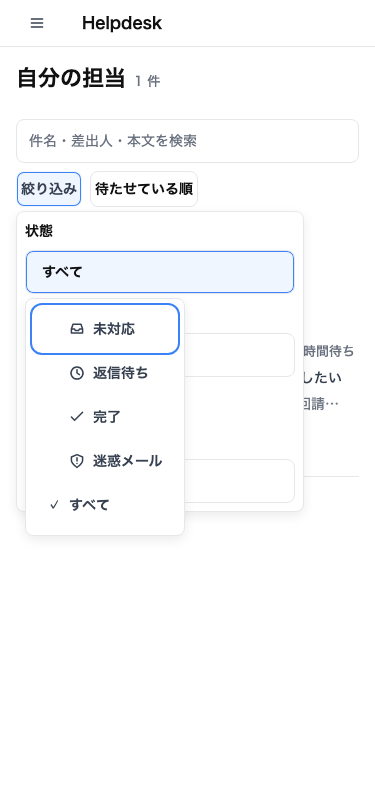 Helpdesk
自分の担当 1 件
件名・差出人・本文を検索
絞り込み 待たせている順
状態
すべて
未対応
時間待ち
返信待ち
したい
完了
回請…
迷惑メール
✓ すべて